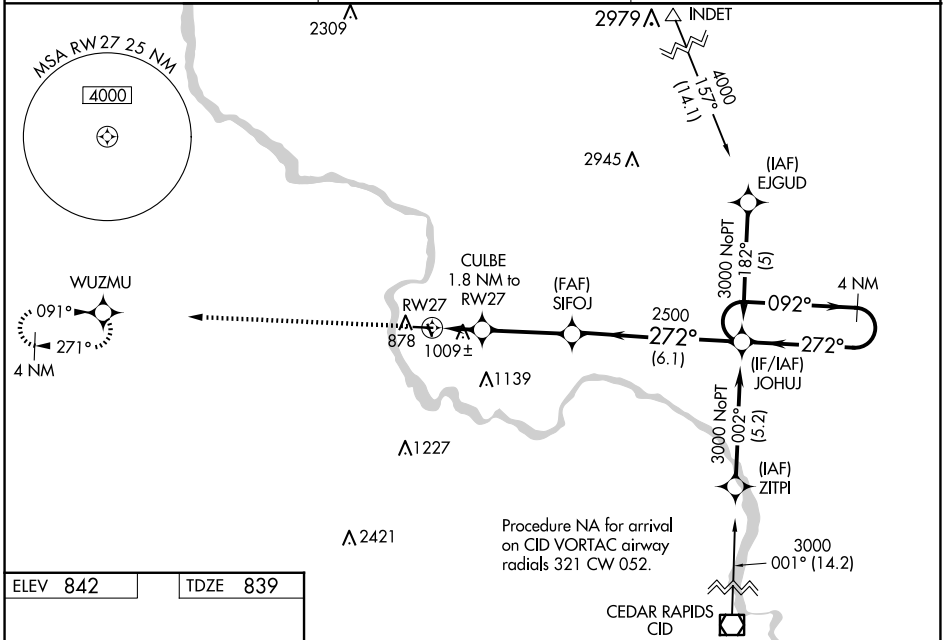 2309
2979
INDET
MSA RW27 25 NM
4000
4000
157°
(14.1)
2945
(IAF)
EJGUD
3000 NoPT
182°
(5)
4 NM
092°
272°
WUZMU
091°
271°
4 NM
CULBE
1.8 NM to
RW27
(FAF)
SIFOJ
RW27
878
1009±
2500
272°
(6.1)
(IF/IAF)
JOHUJ
1139
3000 NoPT
002°
(5.2)
1227
(IAF)
ZITPI
2421
Procedure NA for arrival
on CID VORTAC airway
radials 321 CW 052.
3000
001° (14.2)
ELEV 842
TDZE 839
CEDAR RAPIDS
CID